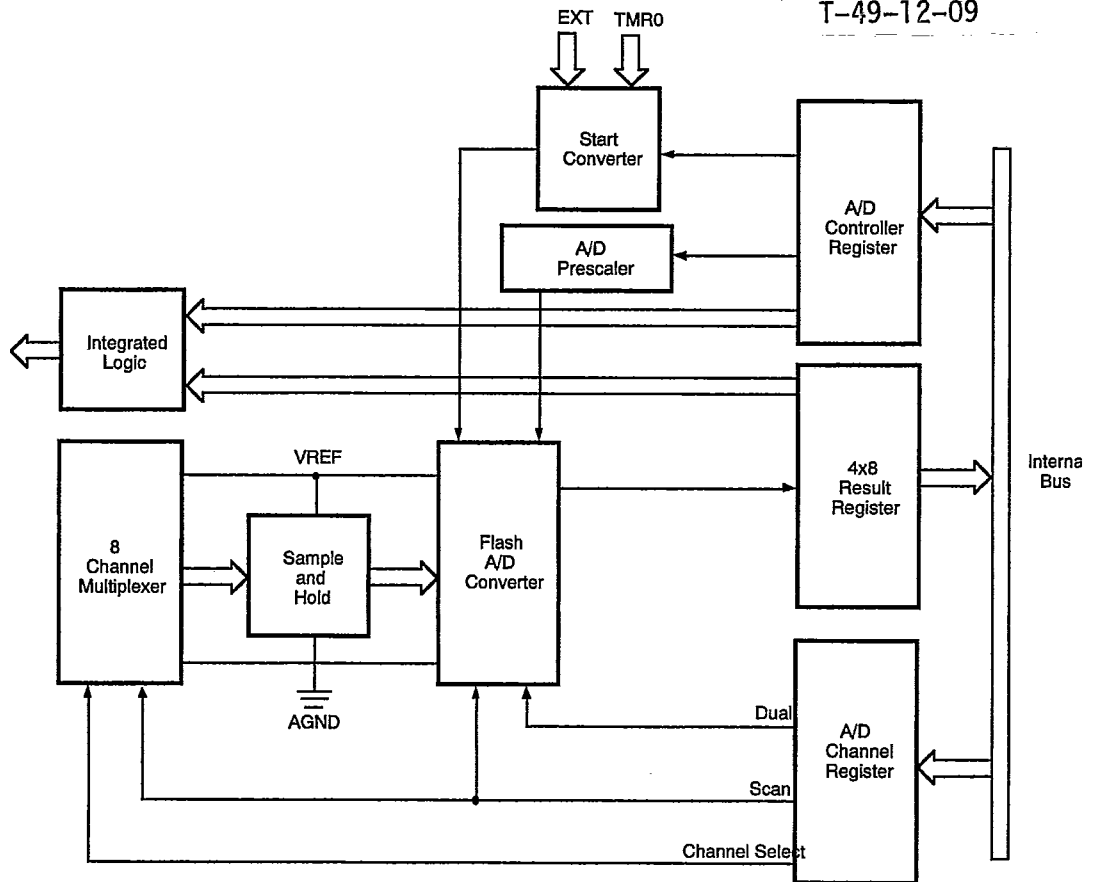 T-49-12-09
EXT TMR0
Start
Converter
A/D
Controller
Register
A/D
Prescaler
Integrated
Logic
VREF
8
Channel
Multiplexer
Sample
and
Hold
Flash
A/D
Converter
4x8
Result
Register
Interna
Bus
AGND
Dual
A/D
Channel
Register
Scan
Channel Select